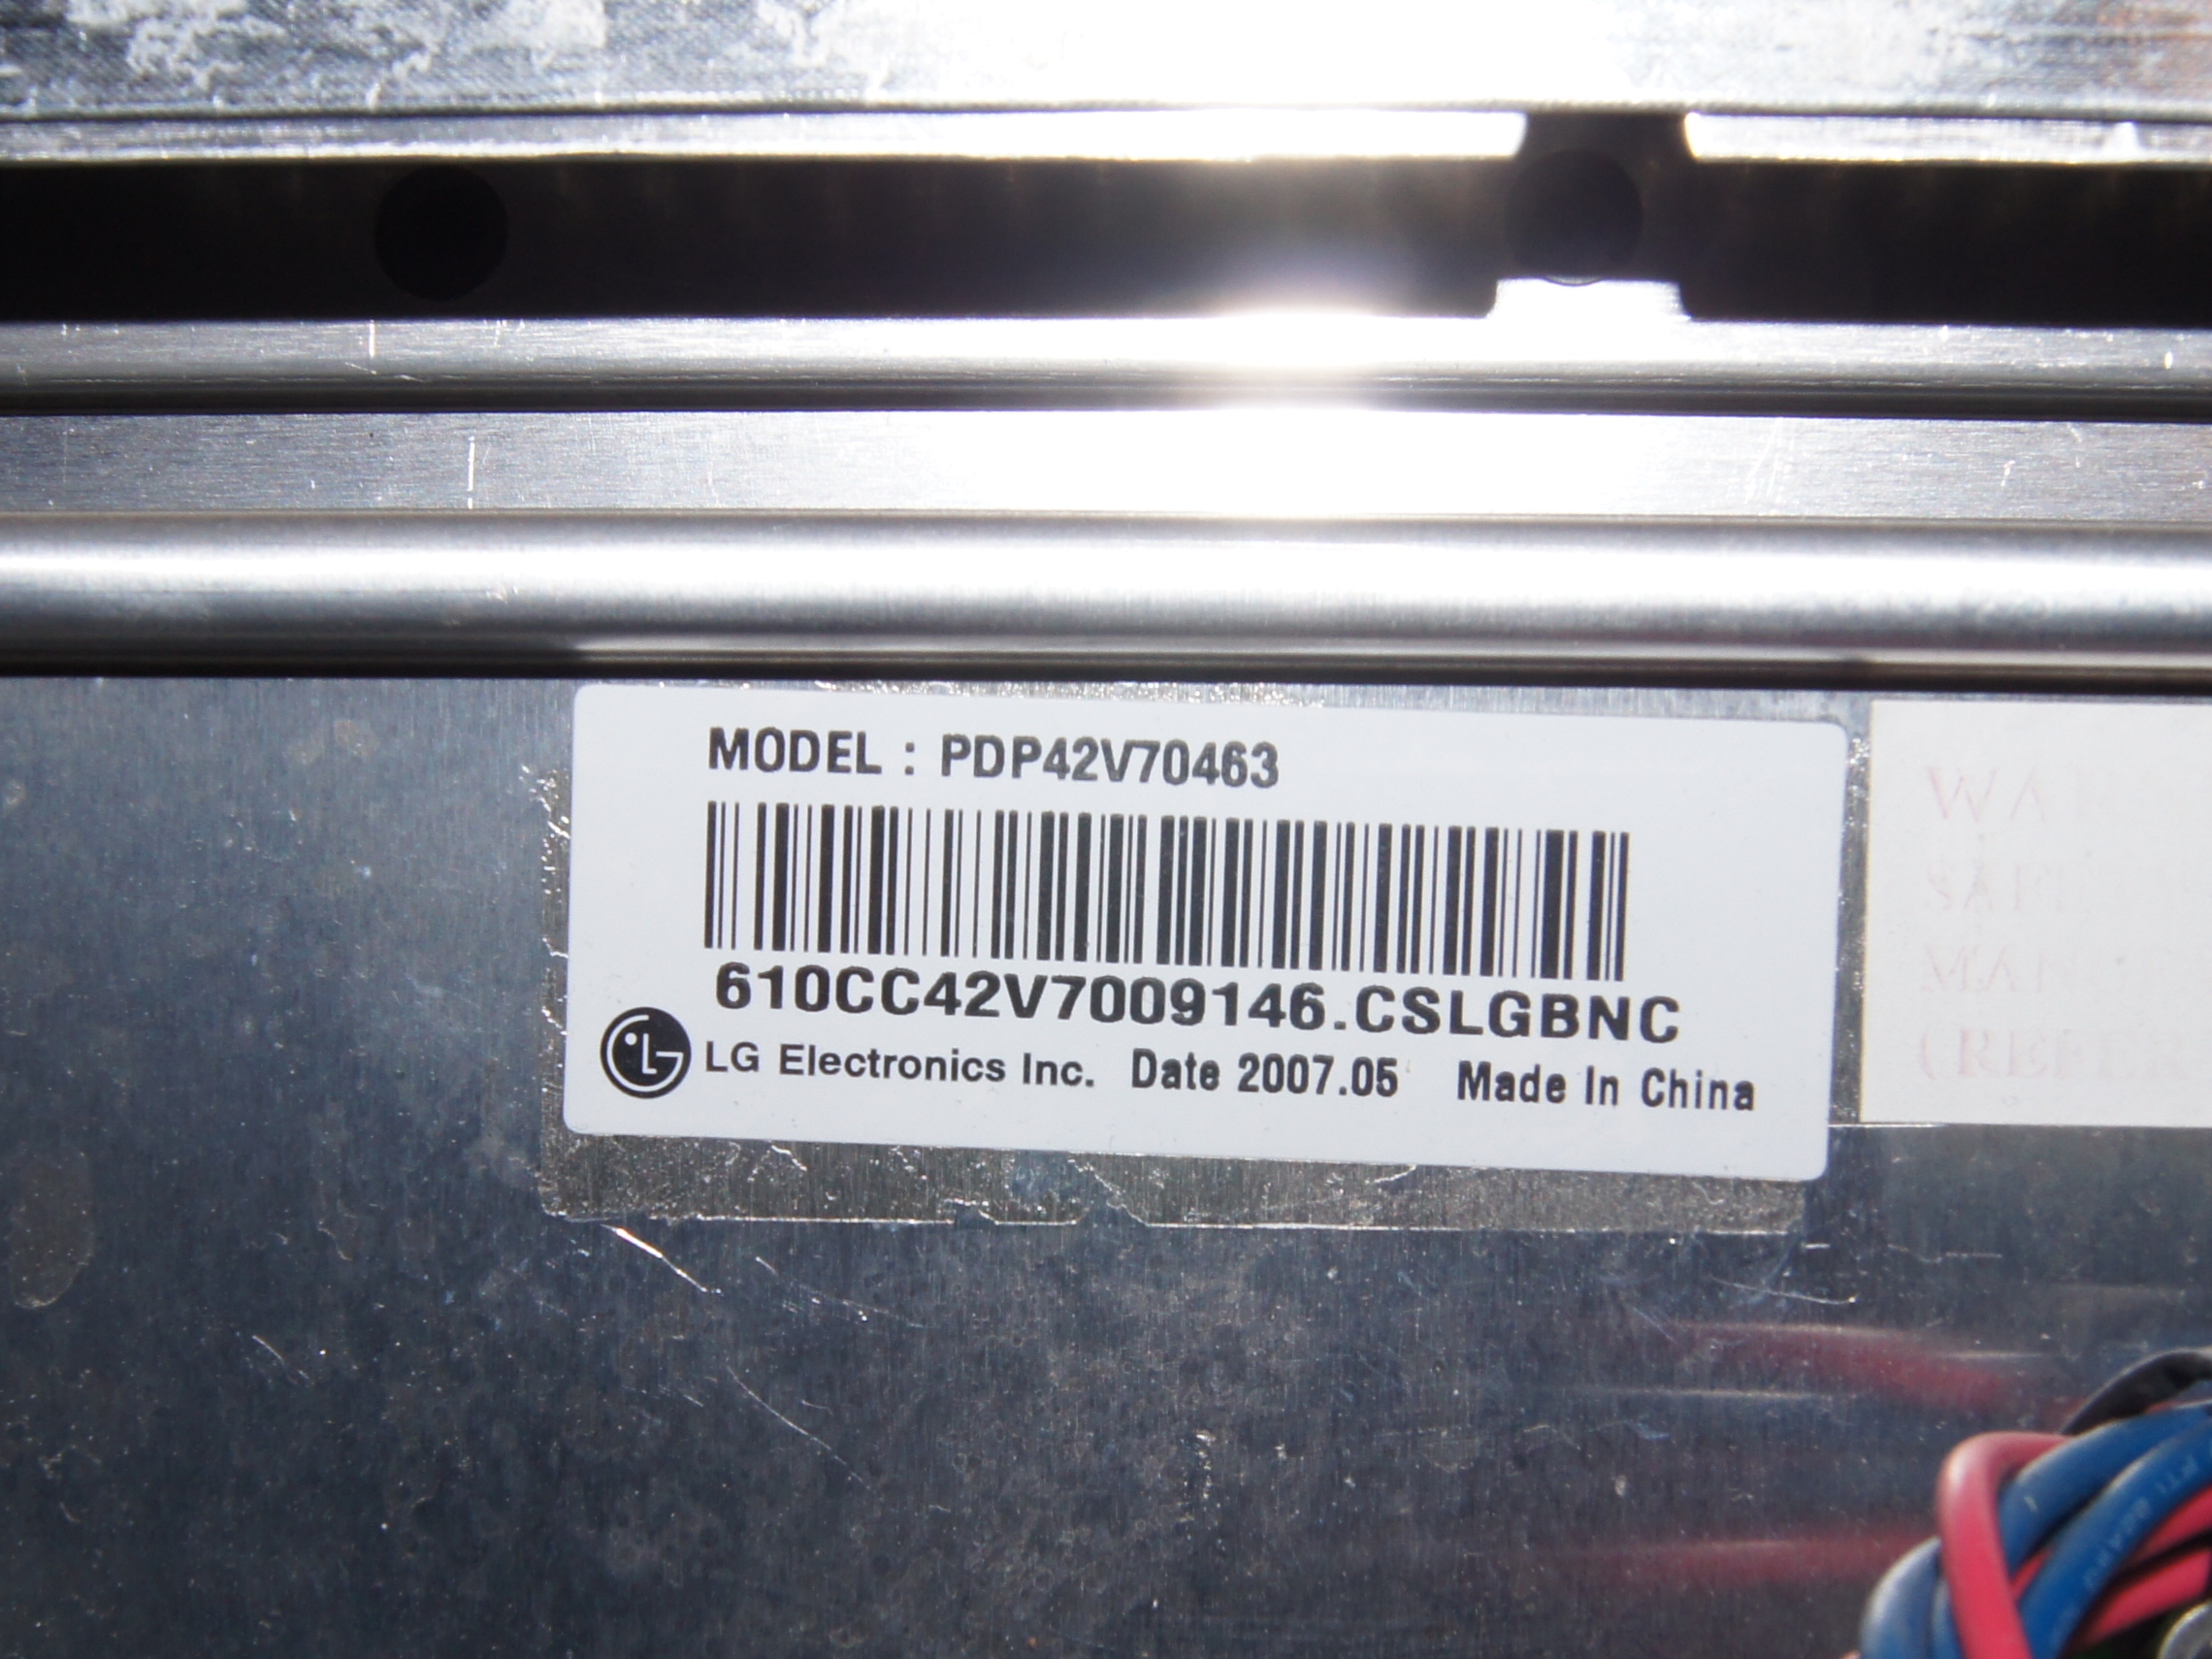 MODEL : PDP42V70463
610CC42V7009146.CSLGBNC
LG Electronics Inc. Date 2007.05 Made In China